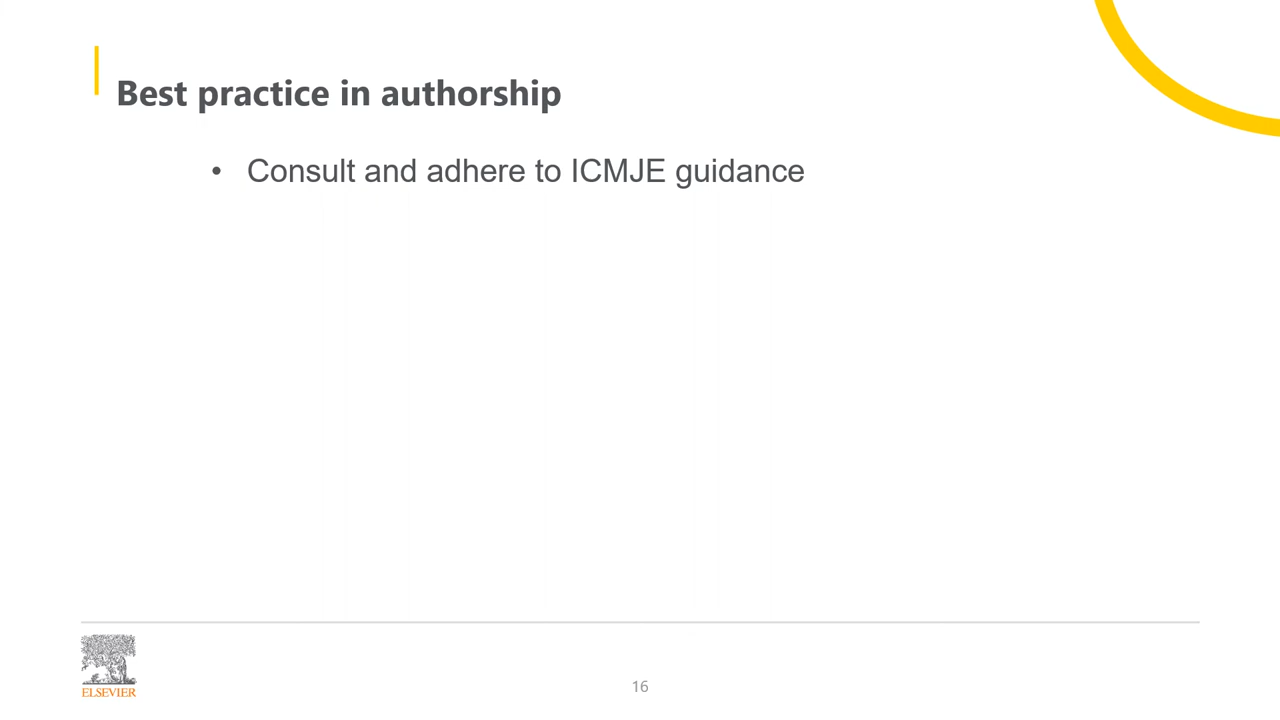 Best practice in authorship
• Consult and adhere to ICMJE guidance
ELSEVIER
16